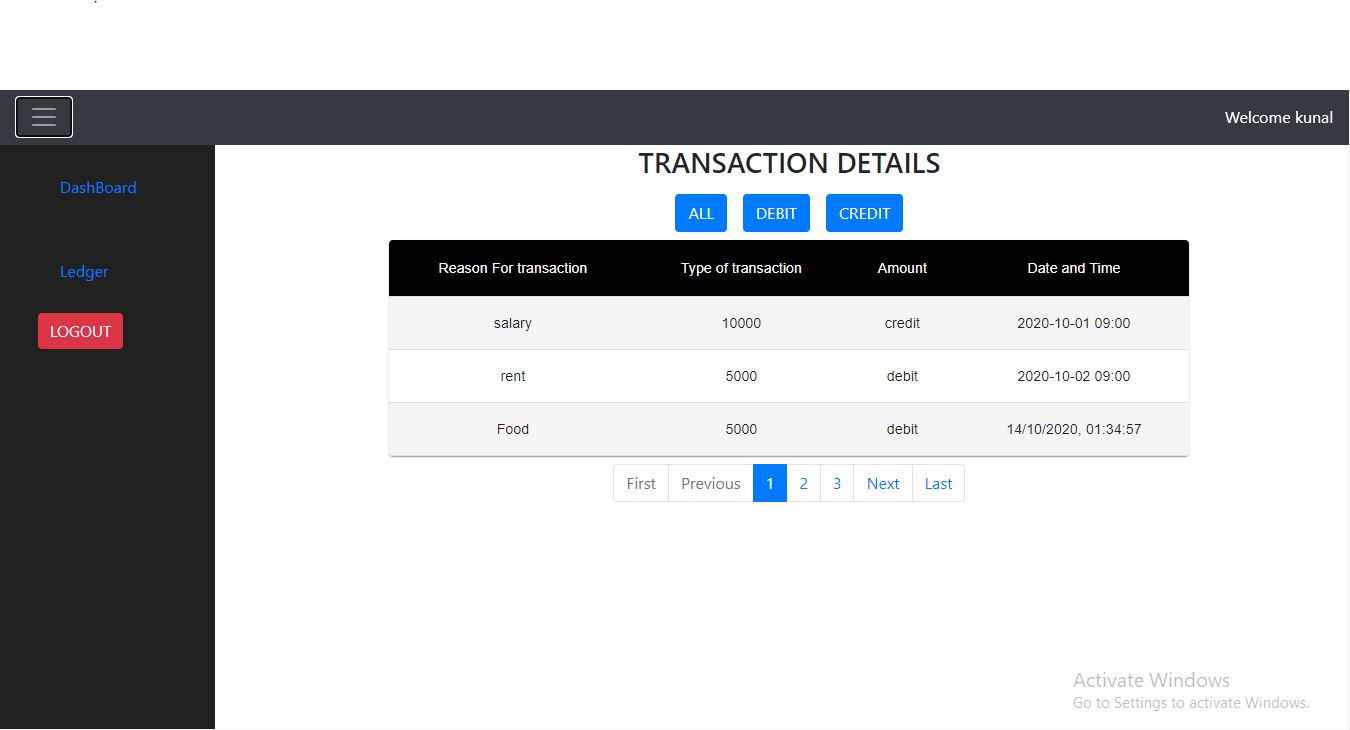 Welcome kunal
DashBoard
Ledger
LOGOUT
TRANSACTION DETAILS
ALL DEBIT CREDIT
Reason For transaction Type of transaction Amount Date and Time
salary 10000 credit 2020-10-01 09:00
rent 5000 debit 2020-10-02 09:00
Food 5000 debit 14/10/2020, 01:34:57
First Previous 1 2 3 Next Last
Activate Windows
Go to Settings to activate Windows.